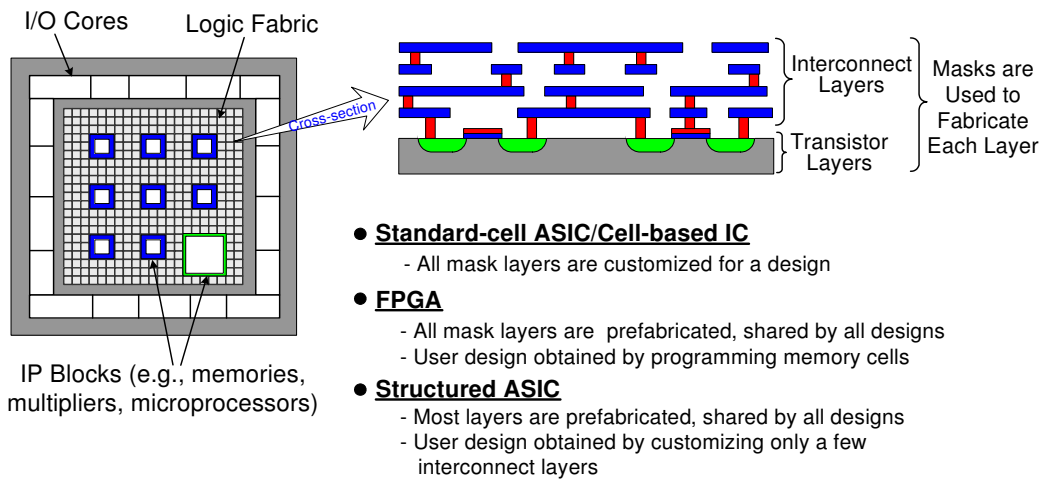 I/O Cores
Logic Fabric
Cross-section
Interconnect
Layers
Transistor
Layers
Masks are
Used to
Fabricate
Each Layer
IP Blocks (e.g., memories,
multipliers, microprocessors)
● Standard-cell ASIC/Cell-based IC
- All mask layers are customized for a design
● FPGA
- All mask layers are prefabricated, shared by all designs
- User design obtained by programming memory cells
● Structured ASIC
- Most layers are prefabricated, shared by all designs
- User design obtained by customizing only a few
interconnect layers